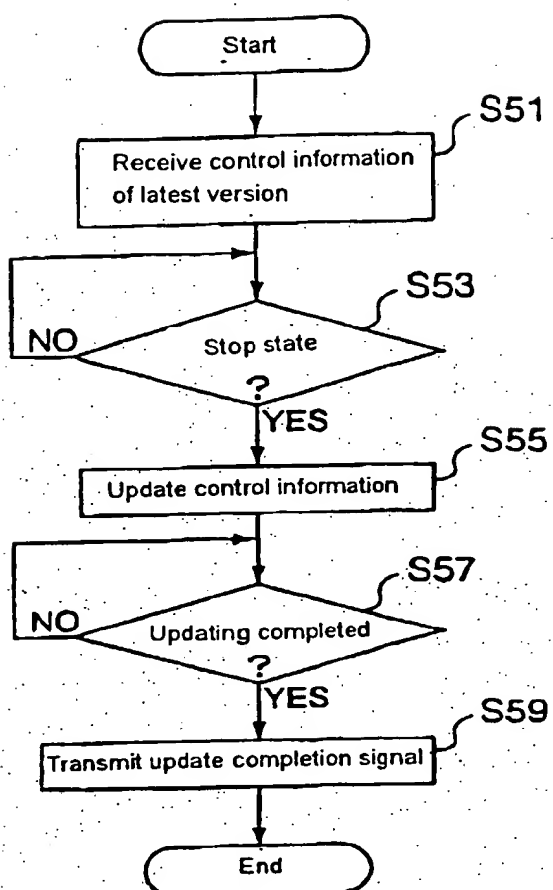 Start
S51
Receive control information
of latest version
S53
NO
Stop state
?
YES
S55
Update control information
S57
NO
Updating completed
?
YES
S59
Transmit update completion signal
End